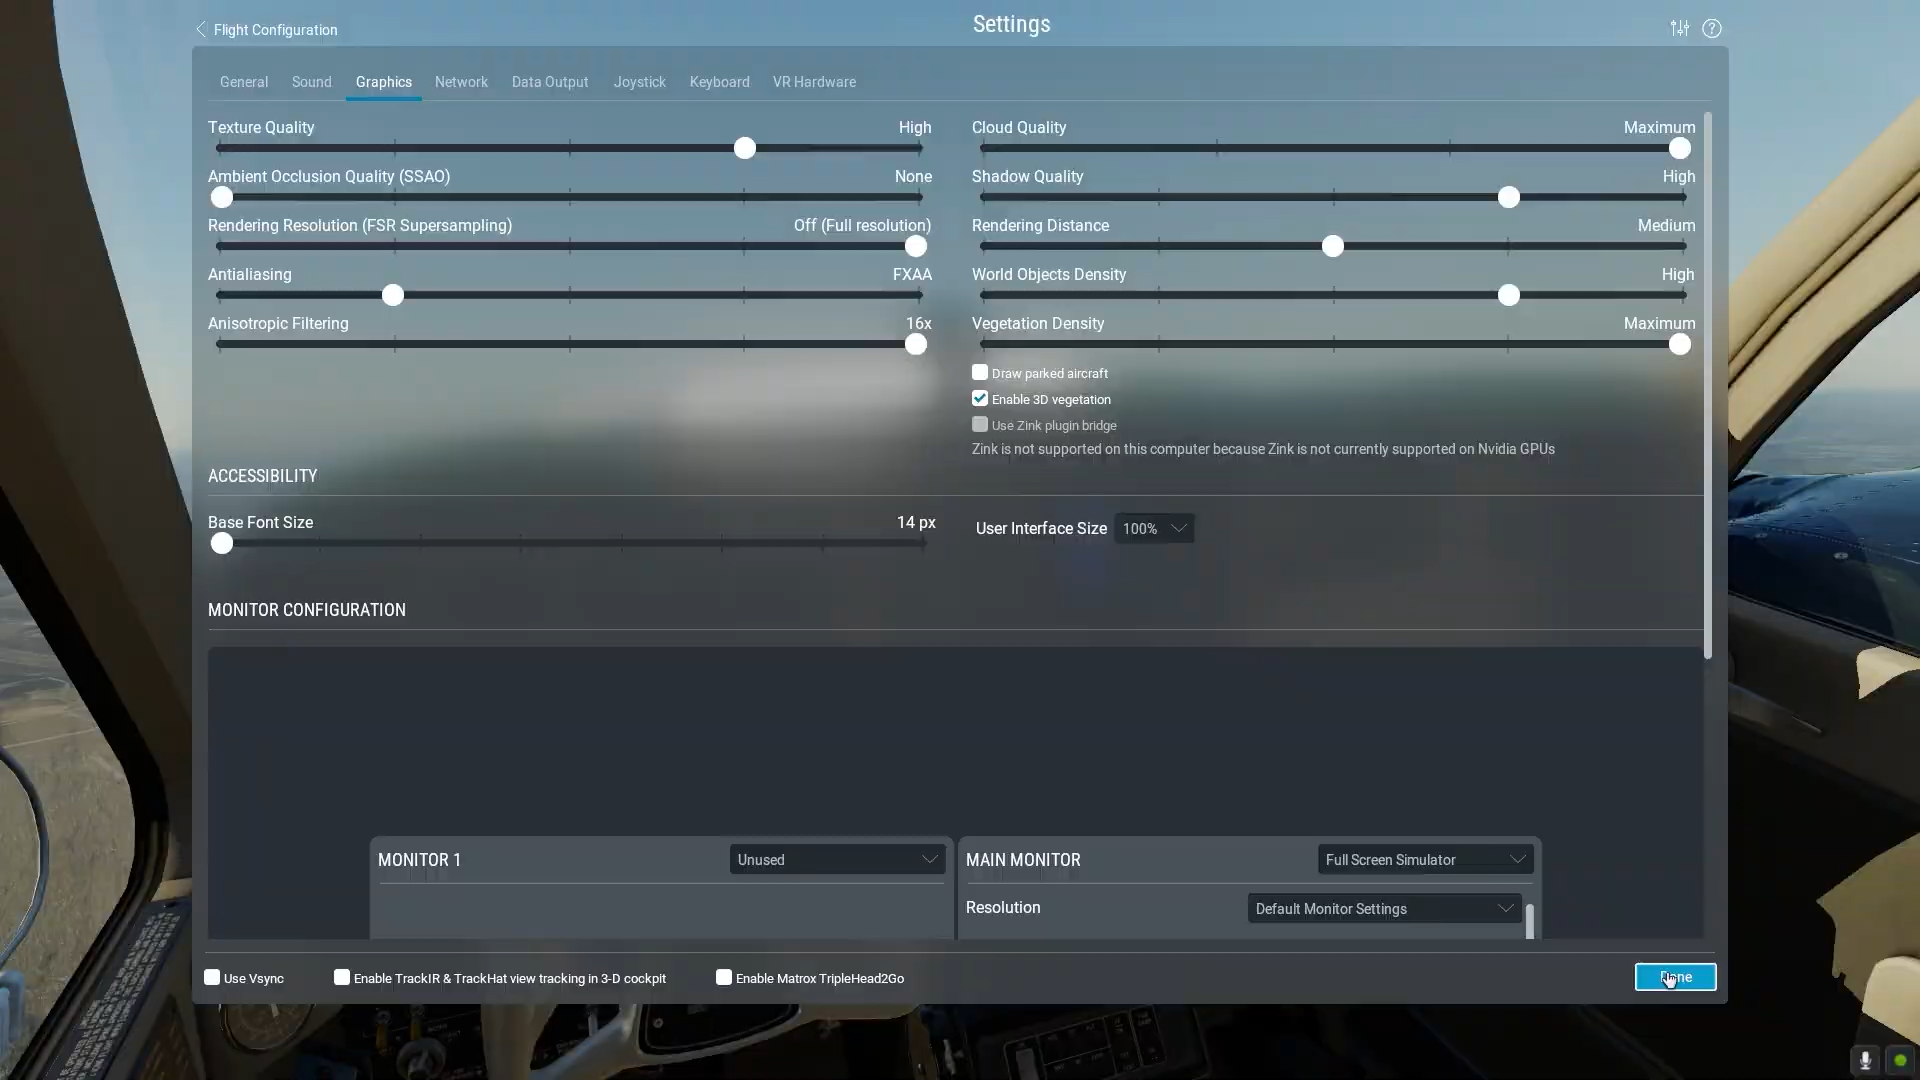 Flight Configuration
Settings
General Sound Graphics Network Data Output Joystick Keyboard VR Hardware
Texture Quality High
Ambient Occlusion Quality (SSAO) None
Rendering Resolution (FSR Supersampling) Off (Full resolution)
Antialiasing FXAA
Anisotropic Filtering 16x
Cloud Quality Maximum
Shadow Quality High
Rendering Distance Medium
World Objects Density High
Vegetation Density Maximum
Draw parked aircraft
Enable 3D vegetation
Use Zink plugin bridge
Zink is not supported on this computer because Zink is not currently supported on Nvidia GPUs
ACCESSIBILITY
Base Font Size 14 px
User Interface Size 100%
MONITOR CONFIGURATION
MONITOR 1 Unused
MAIN MONITOR Full Screen Simulator
Resolution Default Monitor Settings
Use Vsync Enable TrackIR & TrackHat view tracking in 3-D cockpit Enable Matrox TripleHead2Go
Done